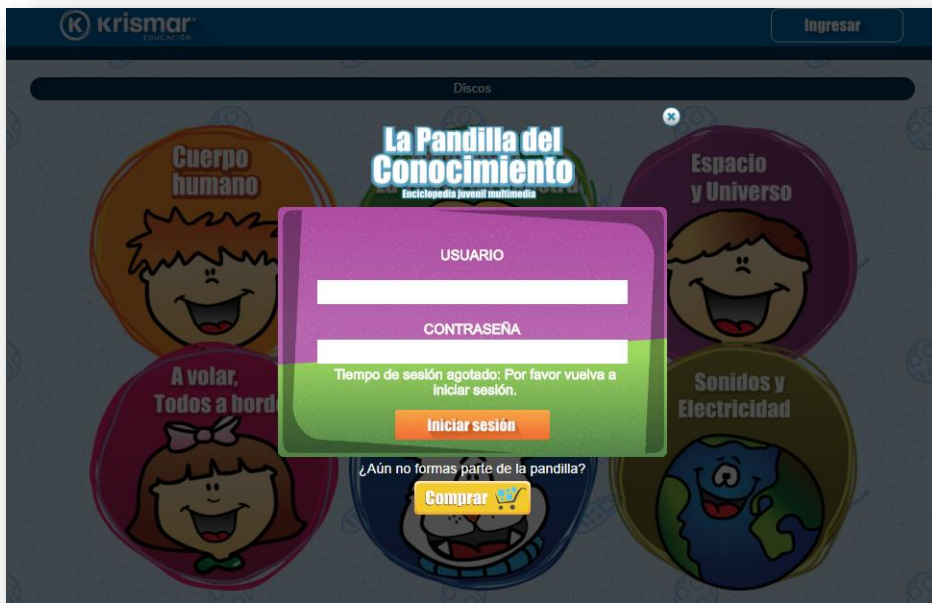 Krismar
EDUCACIÓN
Ingresar
Discos
La Pandilla del
Conocimiento
Enciclopedia juvenil multimedia
Cuerpo
humano
Espacio
y Universo
USUARIO
CONTRASEÑA
Tiempo de sesión agotado: Por favor vuelva a
iniciar sesión.
Iniciar sesión
A volar,
Todos a bord
Sonidos y
Electricidad
¿Aún no formas parte de la pandilla?
Comprar